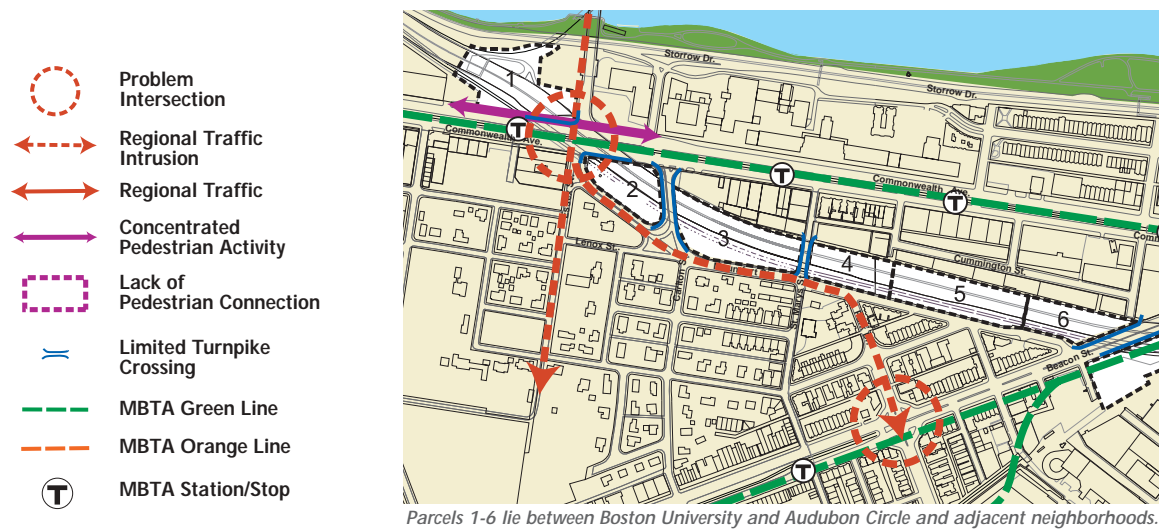 Problem
Intersection
Regional Traffic
Intrusion
Regional Traffic
Concentrated
Pedestrian Activity
Lack of
Pedestrian Connection
Limited Turnpike
Crossing
MBTA Green Line
MBTA Orange Line
T MBTA Station/Stop
Storrow Dr.
Storrow Dr.
1
T
Commonwealth Ave.
T
Commonwealth Ave.
T
2
Lenox St.
3
Carlton S
St. Marys S
4
Cummington St.
5
6
Beacon St.
T
Parcels 1-6 lie between Boston University and Audubon Circle and adjacent neighborhoods.